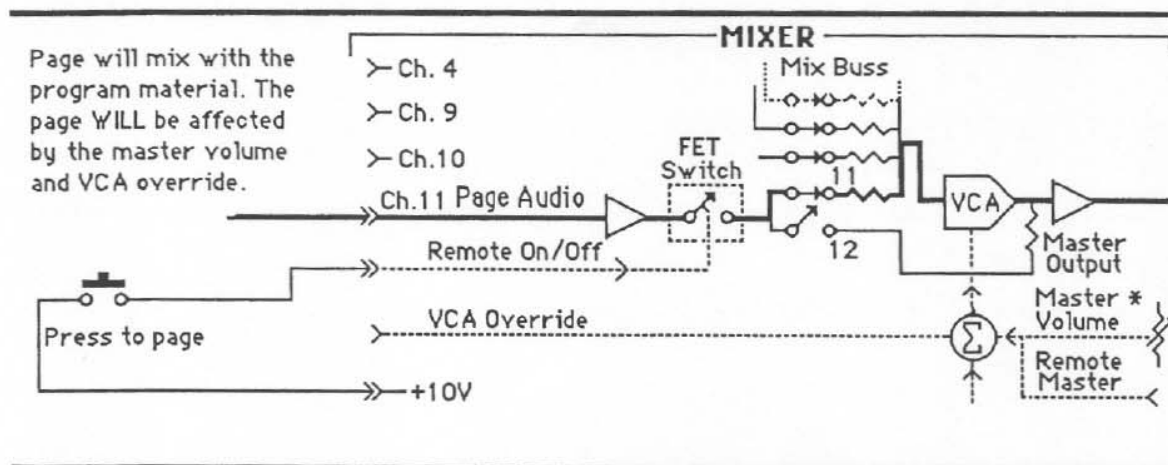 MIXER
Page will mix with the
program material. The
page WILL be affected
by the master volume
and VCA override.
Ch. 4
Ch. 9
Ch.10
Mix Buss
FET
Switch
11
Ch.11 Page Audio
VCA
12
Remote On/Off
Master
Output
Press to page
VCA Override
Σ
Master *
Volume
Remote
Master
+10V